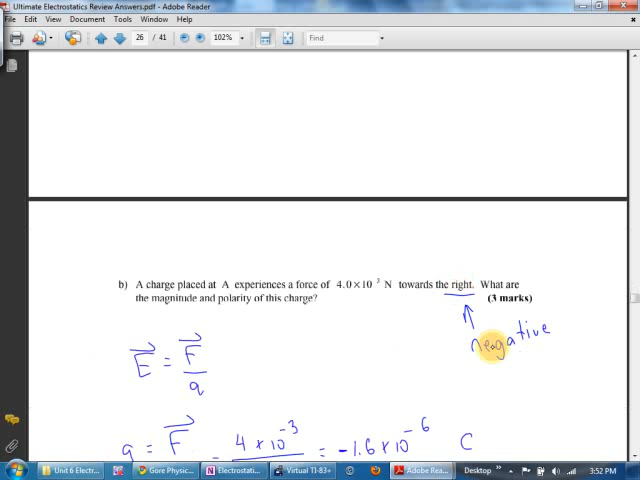 Ultimate Electrostatics Review Answers.pdf - Adobe Reader
File Edit View Document Tools Window Help
26 / 41 102% Find
b) A charge placed at A experiences a force of 4.0 × 10 ³ N towards the right. What are
the magnitude and polarity of this charge? (3 marks)
negative
E = F
q
q = F = 4 × 10⁻³ = -1.6 × 10⁻⁶ C
Unit 6 Electr... Gore Physic... Electrostati... Virtual TI-83+ Adobe Rea... Desktop » 3:52 PM